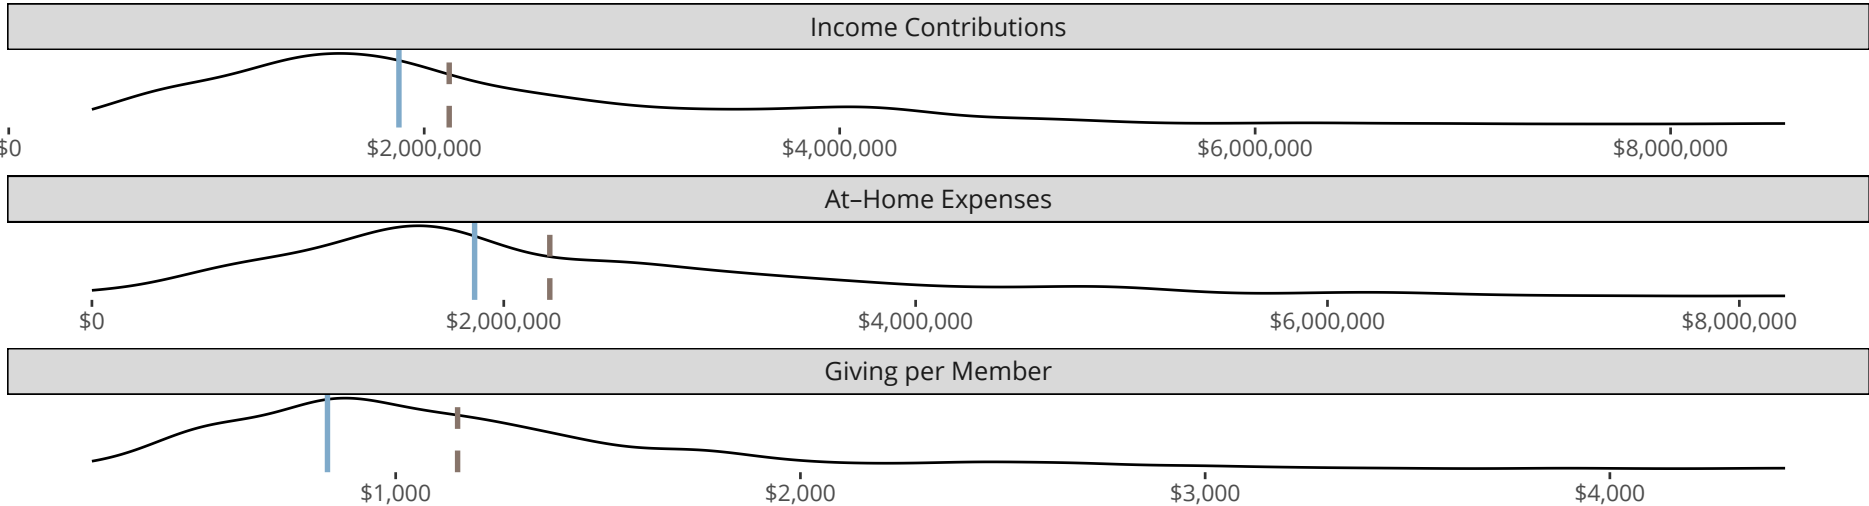 Income Contributions
$0 $2,000,000 $4,000,000 $6,000,000 $8,000,000
At–Home Expenses
$0 $2,000,000 $4,000,000 $6,000,000 $8,000,000
Giving per Member
$1,000 $2,000 $3,000 $4,000